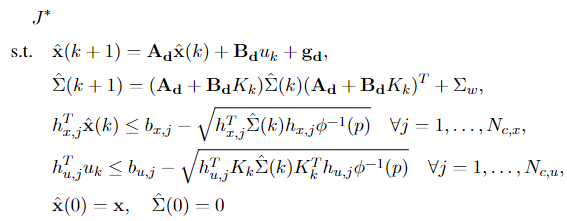 J*
s.t. x̂(k + 1) = A_d x̂(k) + B_d u_k + g_d,
Σ̂(k + 1) = (A_d + B_d K_k)Σ̂(k)(A_d + B_d K_k)^T + Σ_w,
h_{x,j}^T x̂(k) ≤ b_{x,j} − √(h_{x,j}^T Σ̂(k)h_{x,j}ϕ^{−1}(p)) ∀j = 1, . . . , N_{c,x},
h_{u,j}^T u_k ≤ b_{u,j} − √(h_{u,j}^T K_k Σ̂(k)K_k^T h_{u,j}ϕ^{−1}(p)) ∀j = 1, . . . , N_{c,u},
x̂(0) = x, Σ̂(0) = 0